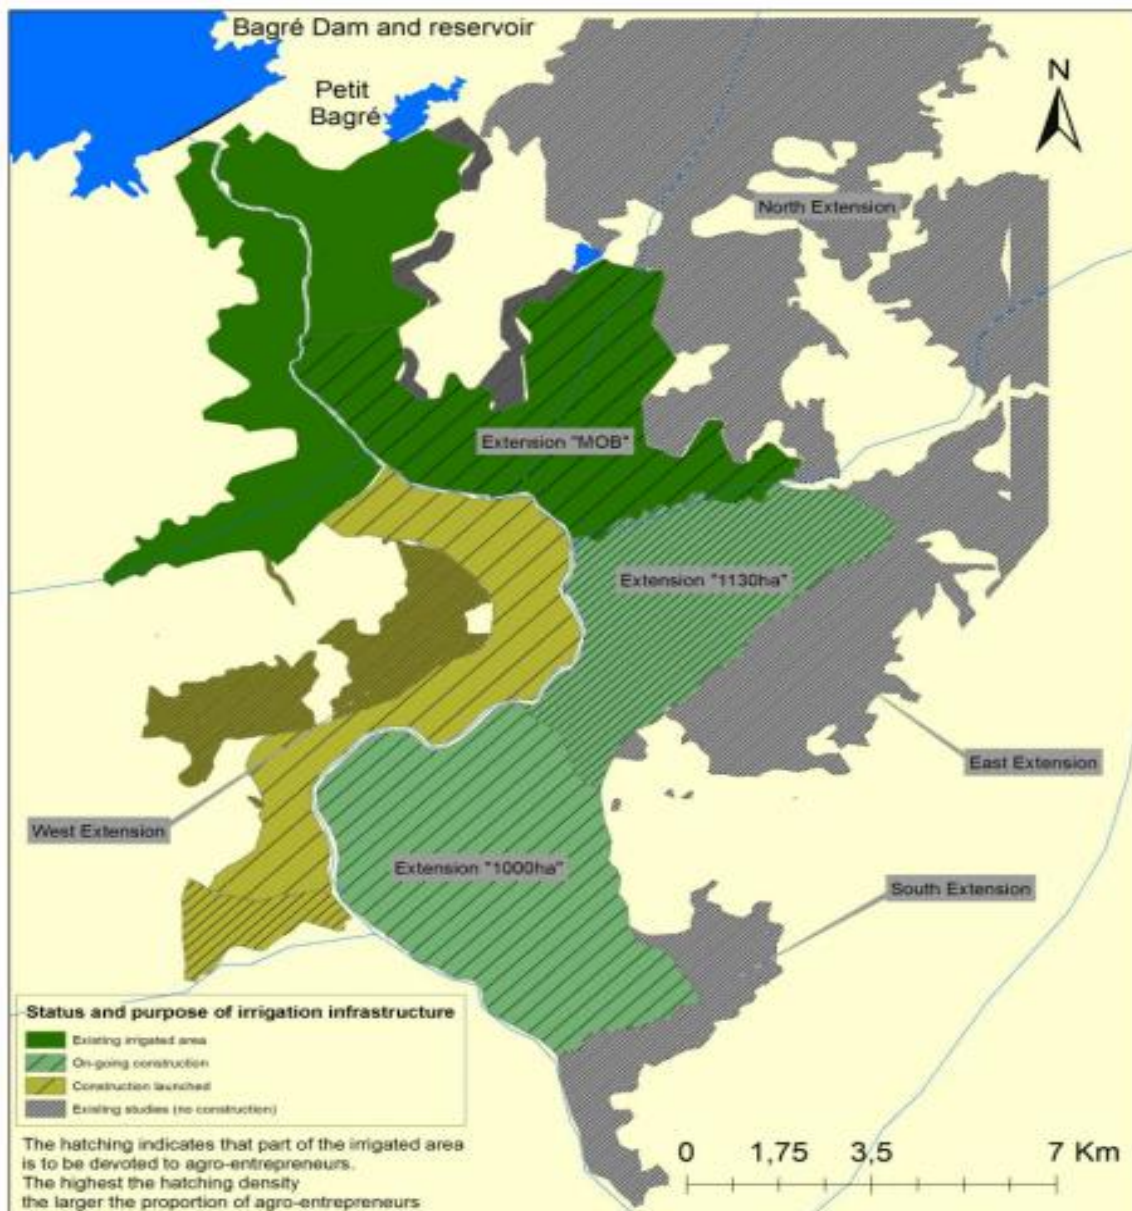 Bagré Dam and reservoir
Petit
Bagré
N
North Extension
Extension "MOB"
Extension "1130ha"
East Extension
West Extension
Extension "1000ha"
South Extension
Status and purpose of irrigation infrastructure
Existing irrigated area
On-going construction
Construction launched
Existing studies (no construction)
The hatching indicates that part of the irrigated area
is to be devoted to agro-entrepreneurs.
The highest the hatching density
the larger the proportion of agro-entrepreneurs
0 1,75 3,5 7 Km